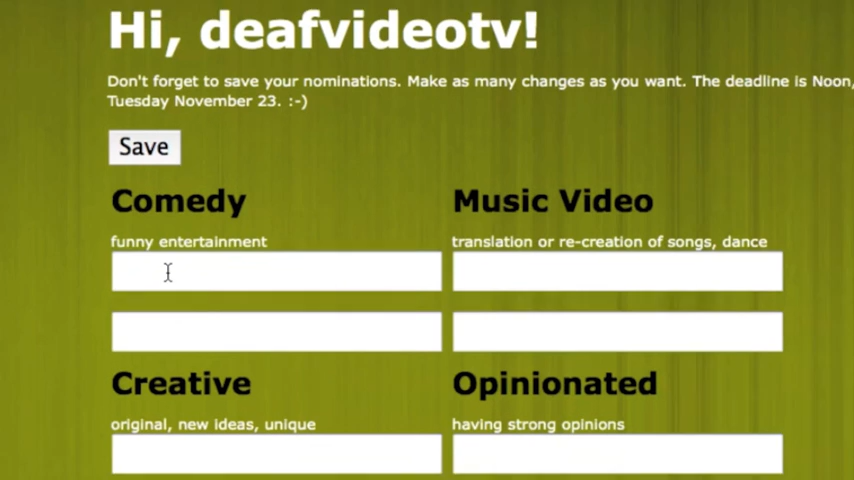 Hi, deafvideotv!
Don't forget to save your nominations. Make as many changes as you want. The deadline is Noon,
Tuesday November 23. :-)
Save
Comedy
Music Video
funny entertainment
translation or re-creation of songs, dance
Creative
Opinionated
original, new ideas, unique
having strong opinions